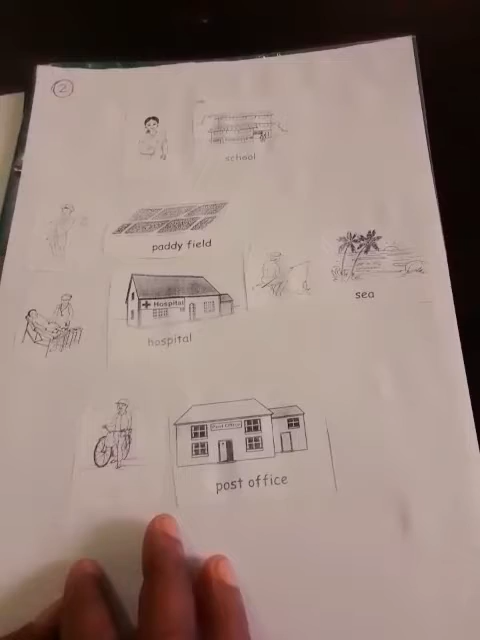 2
school
paddy field
sea
+ Hospital
hospital
Post Office
post office